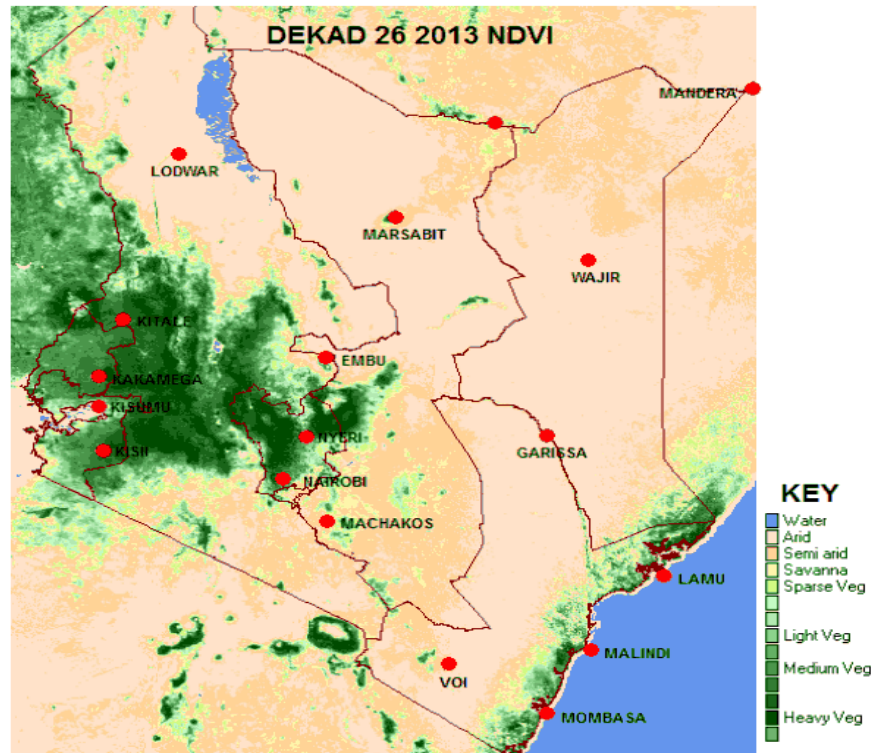 DEKAD 26 2013 NDVI
MANDERA
LODWAR
MARSABIT
WAJIR
KITALE
EMBU
KAKAMEGA
KISUMU
NYERI
GARISSA
KISII
NAIROBI
MACHAKOS
LAMU
MALINDI
VOI
MOMBASA
KEY
Water
Arid
Semi arid
Savanna
Sparse Veg
Light Veg
Medium Veg
Heavy Veg